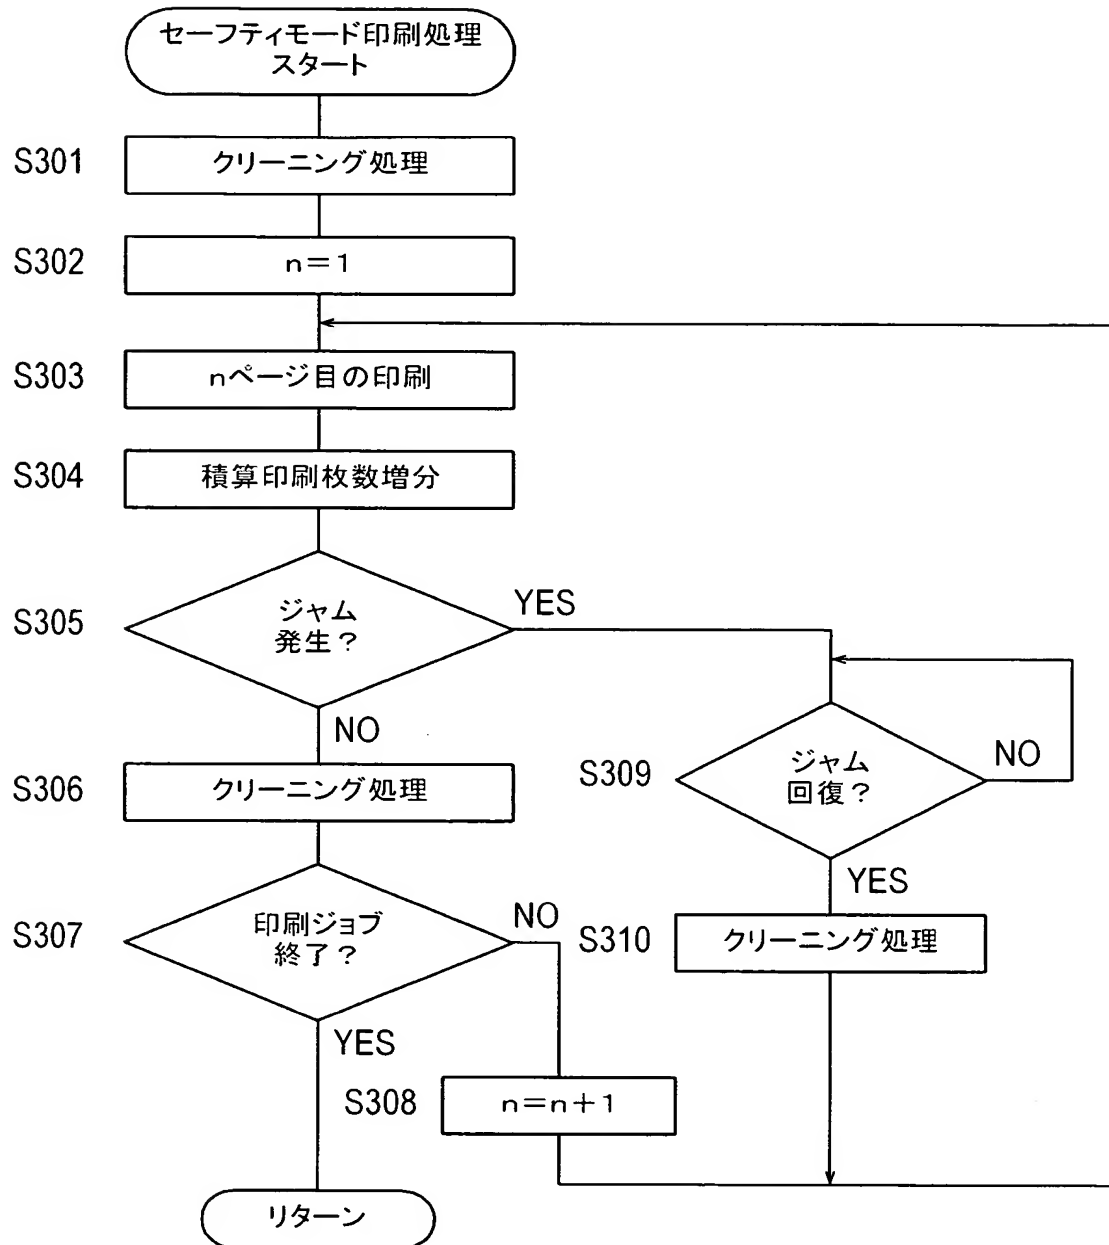 セーフティモード印刷処理
スタート
S301
クリーニング処理
S302
n=1
S303
nページ目の印刷
S304
積算印刷枚数増分
S305
ジャム
発生?
YES
NO
S306
クリーニング処理
S309
ジャム
回復?
NO
YES
S307
印刷ジョブ
終了?
NO
YES
S310
クリーニング処理
S308
n=n+1
リターン